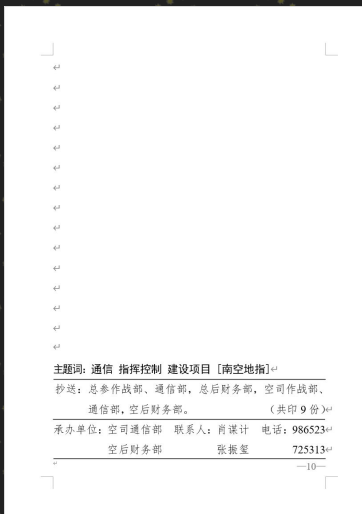 主题词：通信 指挥控制 建设项目 [南空地指]
抄送：总参作战部、通信部，总后财务部，空司作战部、
通信部，空后财务部。 （共印 9 份）
承办单位：空司通信部 联系人：肖谋计 电话：986523
空后财务部 张振玺 725313
—10—